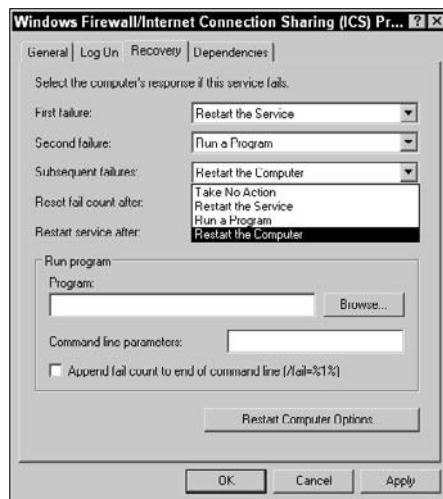 Windows Firewall/Internet Connection Sharing (ICS) Pr... ? X
General Log On Recovery Dependencies
Select the computer's response if this service fails.
First failure: Restart the Service
Second failure: Run a Program
Subsequent failures: Restart the Computer
Take No Action
Reset fail count after: Restart the Service
Run a Program
Restart service after: Restart the Computer
Run program
Program:
Browse...
Command line parameters:
Append fail count to end of command line (/fail=%1%)
Restart Computer Options...
OK Cancel Apply